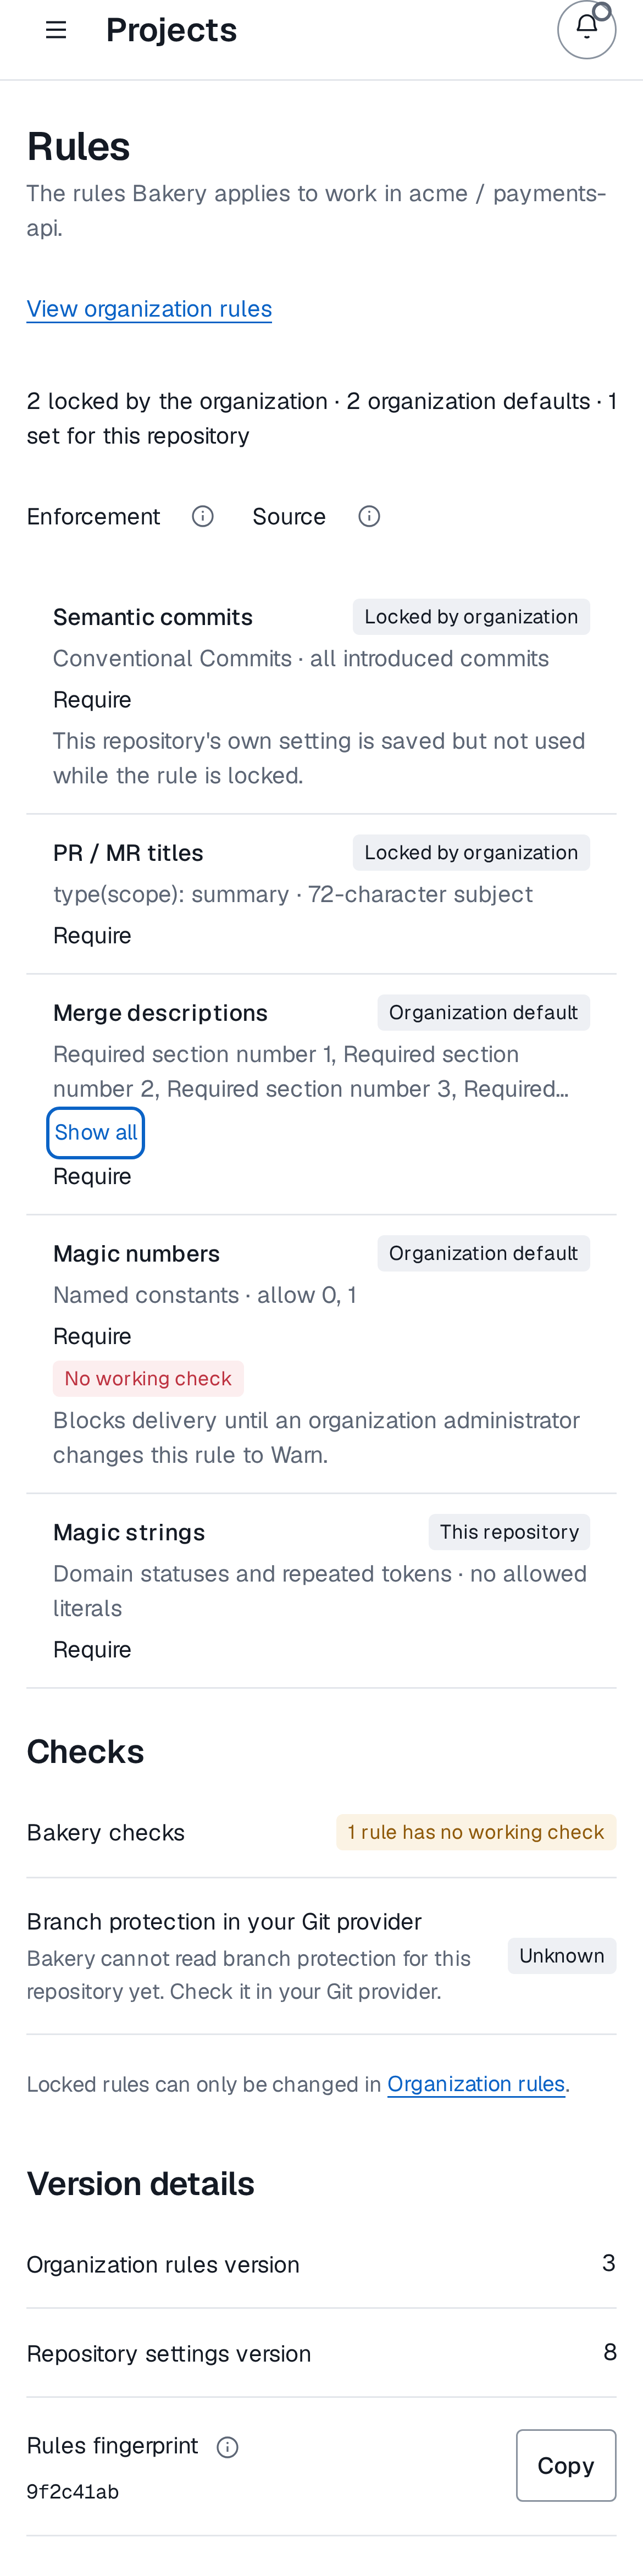 Projects
Rules
The rules Bakery applies to work in acme / payments-
api.
View organization rules
2 locked by the organization · 2 organization defaults · 1
set for this repository
Enforcement Source
Semantic commits Locked by organization
Conventional Commits · all introduced commits
Require
This repository's own setting is saved but not used
while the rule is locked.
PR / MR titles Locked by organization
type(scope): summary · 72-character subject
Require
Merge descriptions Organization default
Required section number 1, Required section
number 2, Required section number 3, Required…
Show all
Require
Magic numbers Organization default
Named constants · allow 0, 1
Require
No working check
Blocks delivery until an organization administrator
changes this rule to Warn.
Magic strings This repository
Domain statuses and repeated tokens · no allowed
literals
Require
Checks
Bakery checks 1 rule has no working check
Branch protection in your Git provider
Bakery cannot read branch protection for this Unknown
repository yet. Check it in your Git provider.
Locked rules can only be changed in Organization rules.
Version details
Organization rules version 3
Repository settings version 8
Rules fingerprint Copy
9f2c41ab